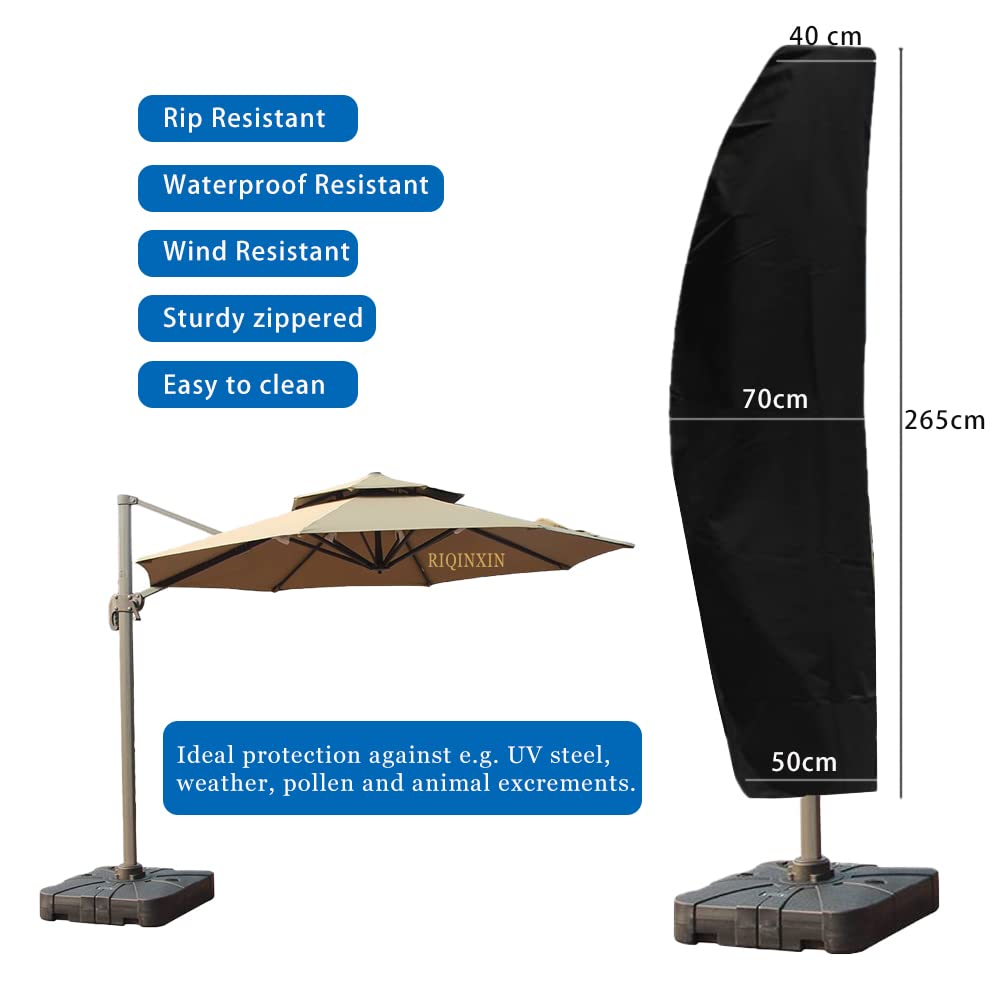 40 cm
Rip Resistant
Waterproof Resistant
Wind Resistant
Sturdy zippered
Easy to clean
70cm
265cm
RIQINXIN
Ideal protection against e.g. UV steel,
weather, pollen and animal excrements.
50cm